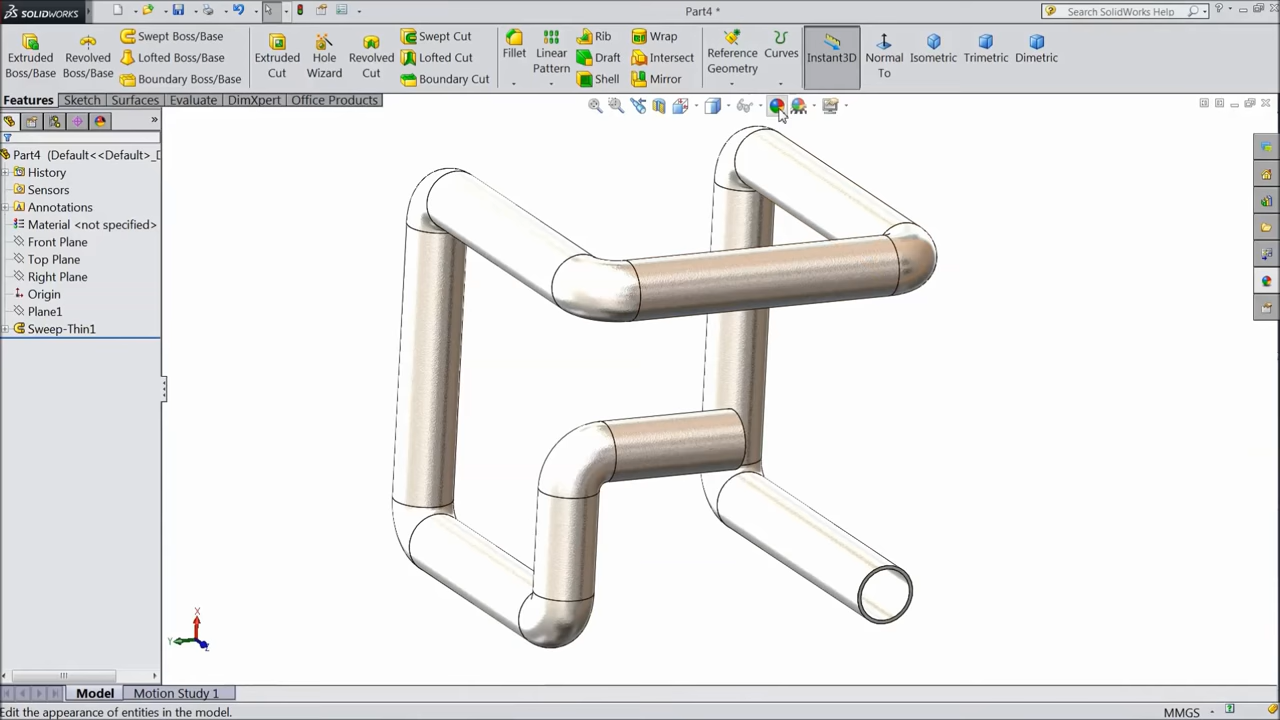 SOLIDWORKS
Part4 *
Search SolidWorks Help
Extruded Boss/Base
Revolved Boss/Base
Swept Boss/Base
Lofted Boss/Base
Boundary Boss/Base
Extruded Cut
Hole Wizard
Revolved Cut
Swept Cut
Lofted Cut
Boundary Cut
Fillet
Linear Pattern
Rib
Draft
Shell
Wrap
Intersect
Mirror
Reference Geometry
Curves
Instant3D
Normal To
Isometric
Trimetric
Dimetric
Features Sketch Surfaces Evaluate DimXpert Office Products
Part4 (Default<<Default>_D
History
Sensors
Annotations
Material <not specified>
Front Plane
Top Plane
Right Plane
Origin
Plane1
Sweep-Thin1
X
Y
Z
Model Motion Study 1
Edit the appearance of entities in the model.
MMGS